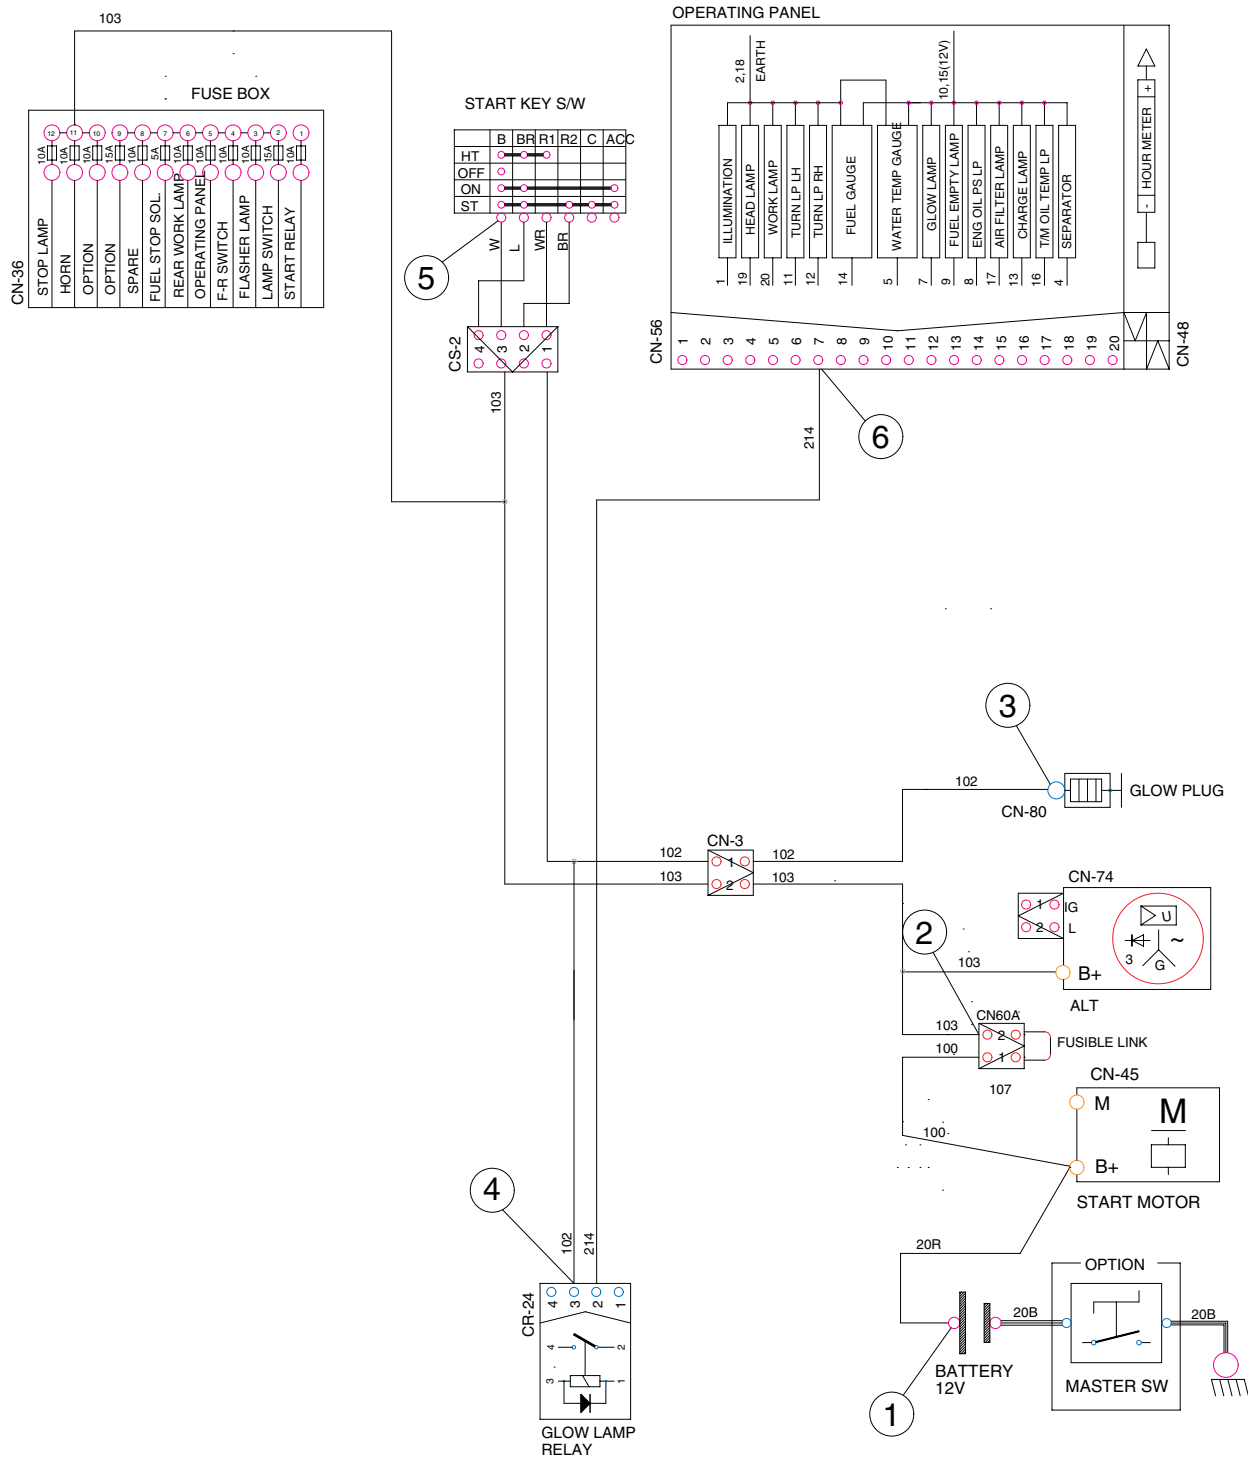 103
FUSE BOX
12 11 10 9 8 7 6 5 4 3 2 1
10A 10A 10A 15A 10A 5A 10A 10A 10A 10A 15A 10A
CN-36
STOP LAMP
HORN
OPTION
OPTION
SPARE
FUEL STOP SOL.
REAR WORK LAMP
OPERATING PANEL
F-R SWITCH
FLASHER LAMP
LAMP SWITCH
START RELAY
START KEY S/W
B BR R1 R2 C ACC
HT
OFF
ON
ST
W L WR BR
5
CS-2
4 3 2 1
103
OPERATING PANEL
2,18
EARTH
10,15(12V)
ILLUMINATION
HEAD LAMP
WORK LAMP
TURN LP LH
TURN LP RH
FUEL GAUGE
WATER TEMP GAUGE
GLOW LAMP
FUEL EMPTY LAMP
ENG OIL PS LP
AIR FILTER LAMP
CHARGE LAMP
T/M OIL TEMP LP
SEPARATOR
1 19 20 11 12 14 5 7 9 8 17 13 16 4
- HOUR METER +
CN-56
1 2 3 4 5 6 7 8 9 10 11 12 13 14 15 16 17 18 19 20
CN-48
214
6
3
102
CN-80
GLOW PLUG
CN-3
102 1 102
103 2 103
CN-74
1 IG
2 L
U
3 G ~
103
B+
ALT
2
CN60A
103 2
100 1
FUSIBLE LINK
107
CN-45
M
M
100
B+
START MOTOR
20R
OPTION
20B
20B
BATTERY
12V
MASTER SW
1
4
102
214
CR-24
4 3 2 1
4 2
3 1
GLOW LAMP
RELAY